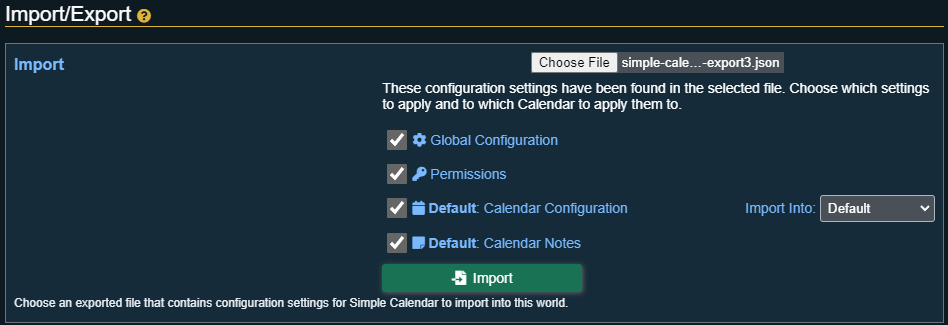 Import/Export ?
Import
Choose File simple-cale...-export3.json
These configuration settings have been found in the selected file. Choose which settings
to apply and to which Calendar to apply them to.
Global Configuration
Permissions
Default: Calendar Configuration Import Into: Default
Default: Calendar Notes
Import
Choose an exported file that contains configuration settings for Simple Calendar to import into this world.